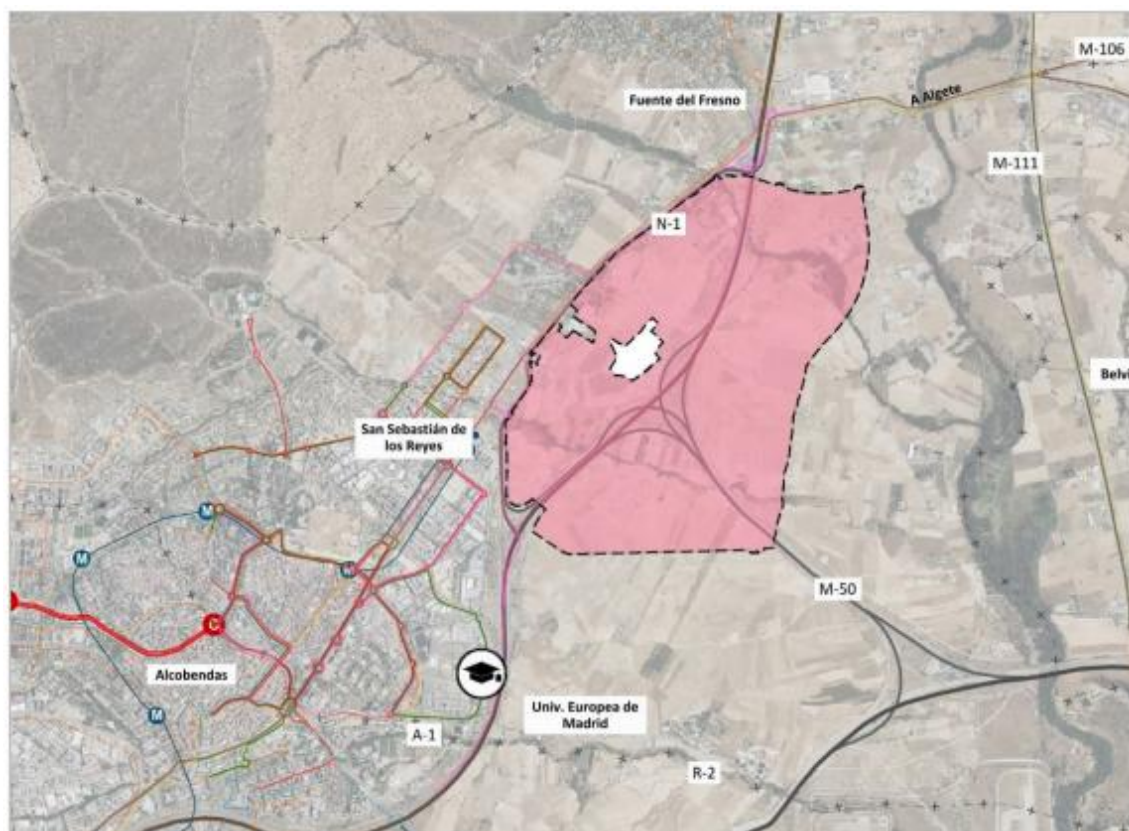 M-106
Fuente del Fresno
A Algete
M-111
N-1
Belvi
San Sebastián de
los Reyes
M
M
M
M-50
C
Alcobendas
Univ. Europea de
Madrid
M
A-1
R-2